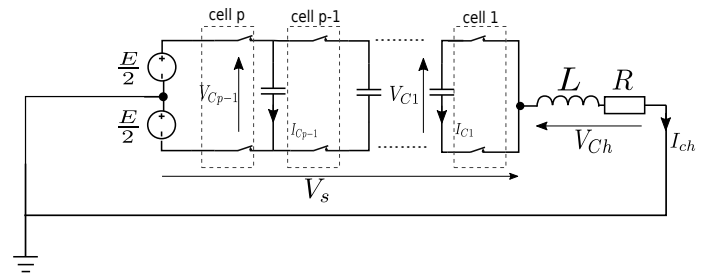 cell p
cell p-1
cell 1
E/2
E/2
V_{Cp-1}
I_{Cp-1}
V_{C1}
I_{C1}
L
R
V_{Ch}
I_{ch}
V_s